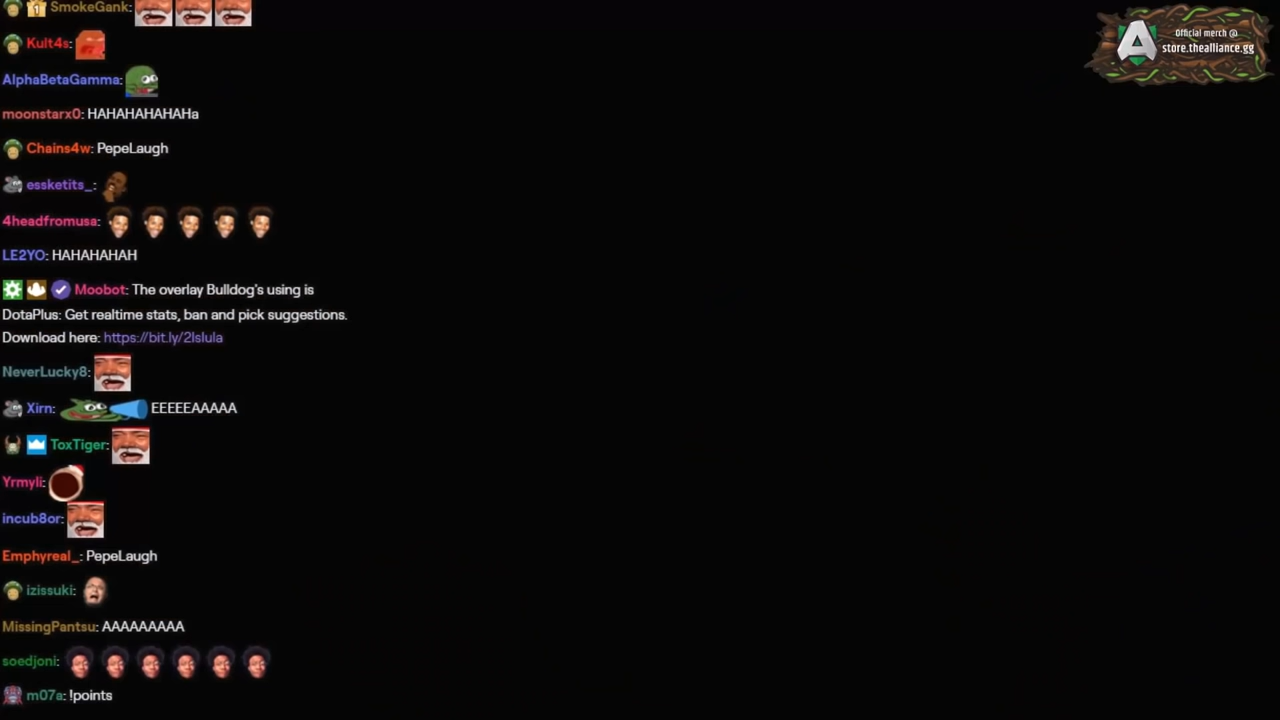 SmokeGank:
Official merch @
store.thealliance.gg
Kult4s:
AlphaBetaGamma:
moonstarx0: HAHAHAHAHAHa
Chains4w: PepeLaugh
essketits_:
4headfromusa:
LE2YO: HAHAHAHAH
Moobot: The overlay Bulldog's using is
DotaPlus: Get realtime stats, ban and pick suggestions.
Download here: https://bit.ly/2lslula
NeverLucky8:
Xirn: EEEEEAAAAA
ToxTiger:
Yrmyli:
incub8or:
Emphyreal_: PepeLaugh
izissuki:
MissingPantsu: AAAAAAAAA
soedjoni:
m07a: !points